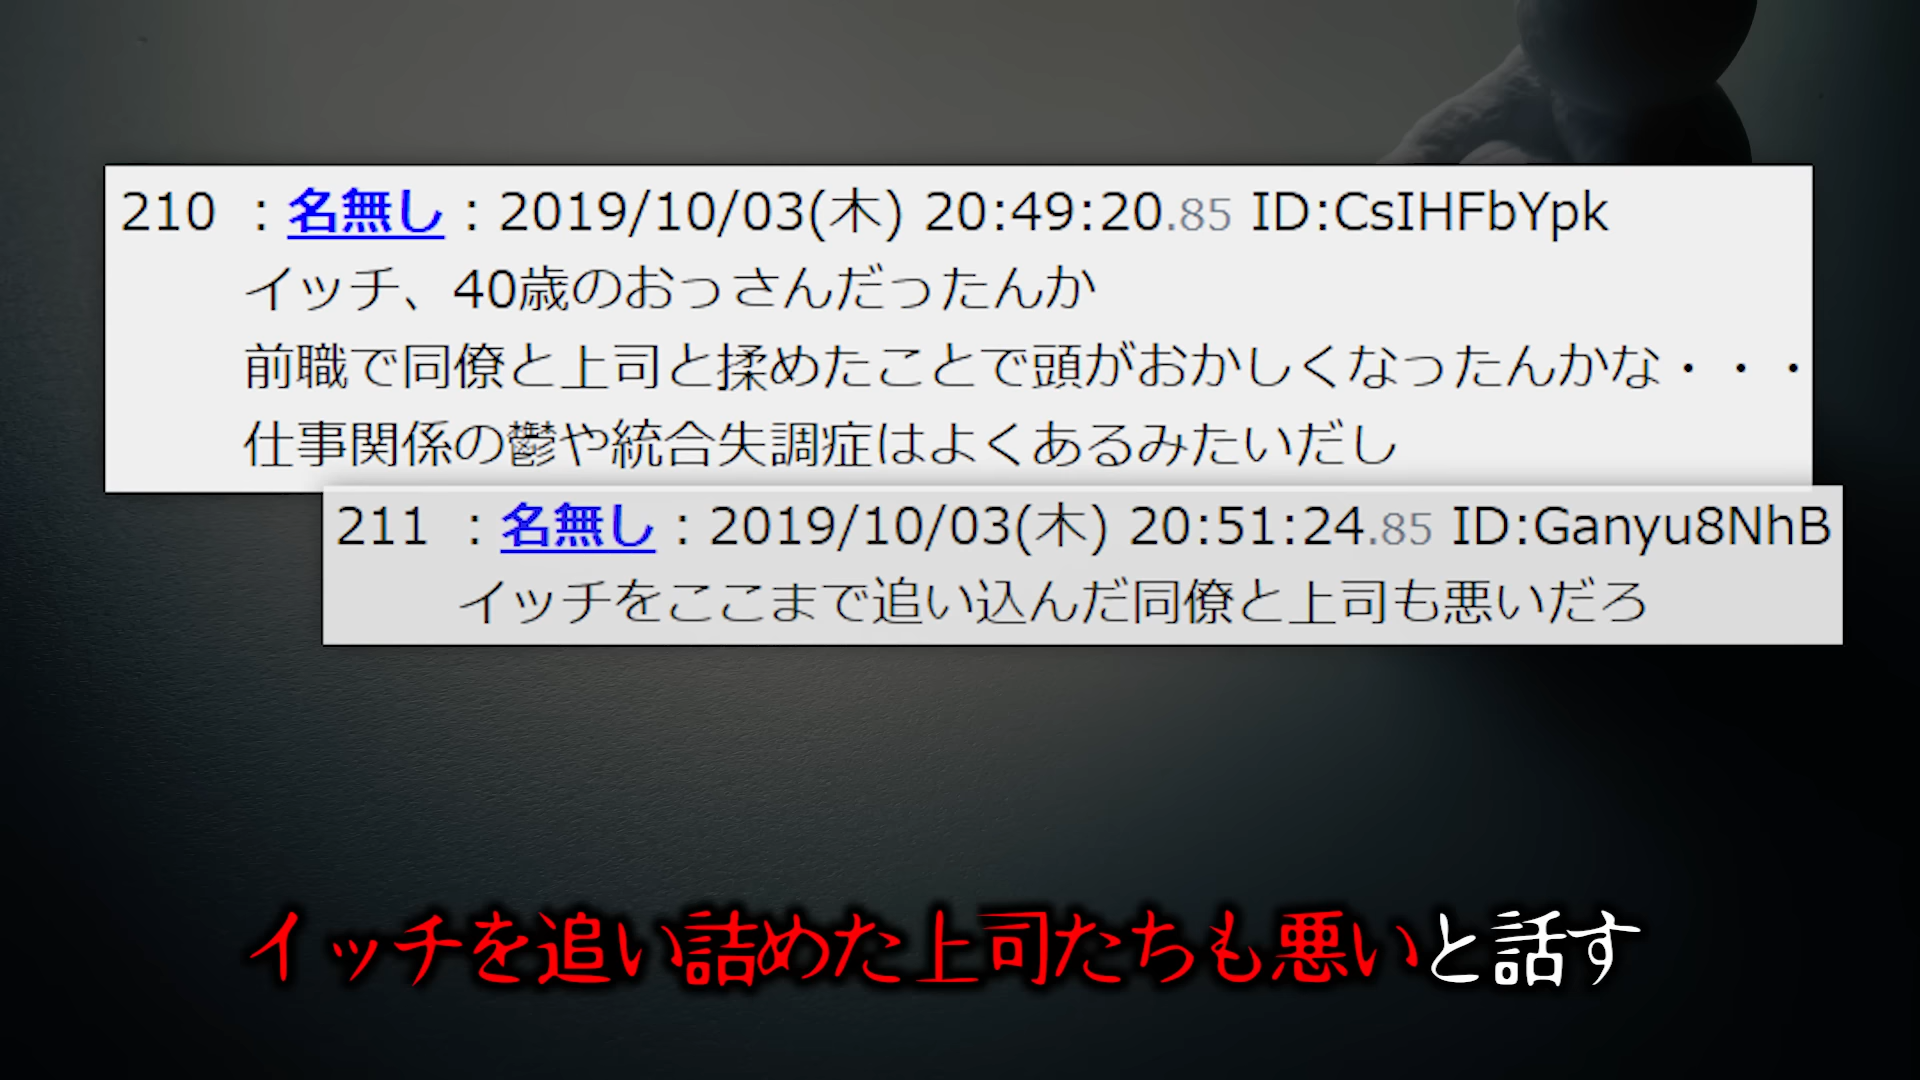 210 ：名無し：2019/10/03(木) 20:49:20.85 ID:CsIHFbYpk
イッチ、40歳のおっさんだったんか
前職で同僚と上司と揉めたことで頭がおかしくなったんかな・・・
仕事関係の鬱や統合失調症はよくあるみたいだし
211 ：名無し：2019/10/03(木) 20:51:24.85 ID:Ganyu8NhB
イッチをここまで追い込んだ同僚と上司も悪いだろ
イッチを追い詰めた上司たちも悪いと話す